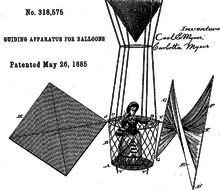 No. 318,575
GUIDING APPARATUS FOR BALLOONS
Patented May 26, 1885
Inventors
Carl E. Myers,
Carlotta Myers